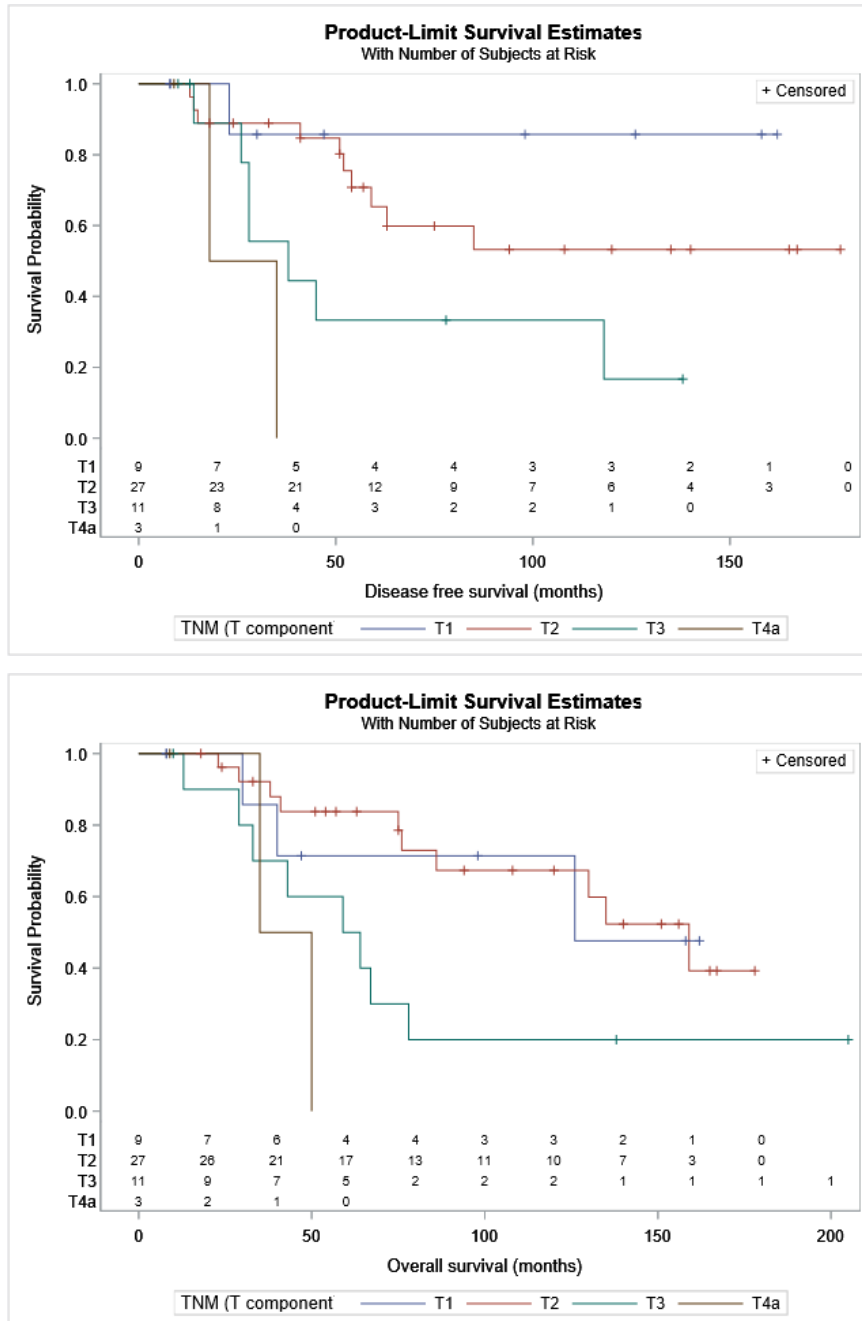 Product-Limit Survival Estimates
With Number of Subjects at Risk
+ Censored
1.0
0.8
0.6
0.4
0.2
0.0
Survival Probability
T1 9 7 5 4 4 3 3 2 1 0
T2 27 23 21 12 9 7 6 4 3 0
T3 11 8 4 3 2 2 1 0
T4a 3 1 0
0 50 100 150
Disease free survival (months)
TNM (T component T1 T2 T3 T4a
Product-Limit Survival Estimates
With Number of Subjects at Risk
+ Censored
1.0
0.8
0.6
0.4
0.2
0.0
Survival Probability
T1 9 7 6 4 4 3 3 2 1 0
T2 27 26 21 17 13 11 10 7 3 0
T3 11 9 7 5 2 2 2 1 1 1 1
T4a 3 2 1 0
0 50 100 150 200
Overall survival (months)
TNM (T component T1 T2 T3 T4a